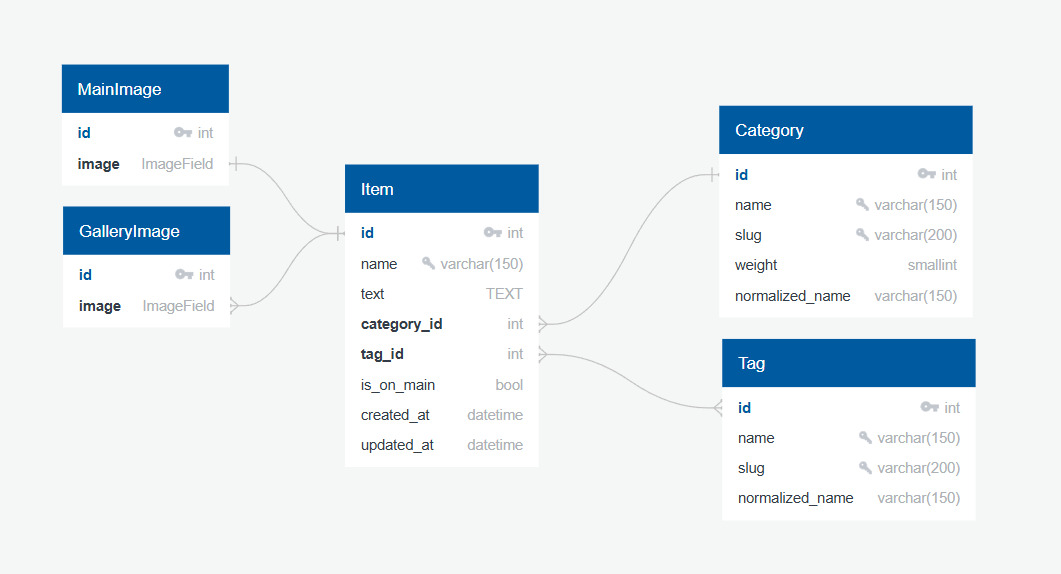 MainImage
id int
image ImageField
GalleryImage
id int
image ImageField
Item
id int
name varchar(150)
text TEXT
category_id int
tag_id int
is_on_main bool
created_at datetime
updated_at datetime
Category
id int
name varchar(150)
slug varchar(200)
weight smallint
normalized_name varchar(150)
Tag
id int
name varchar(150)
slug varchar(200)
normalized_name varchar(150)